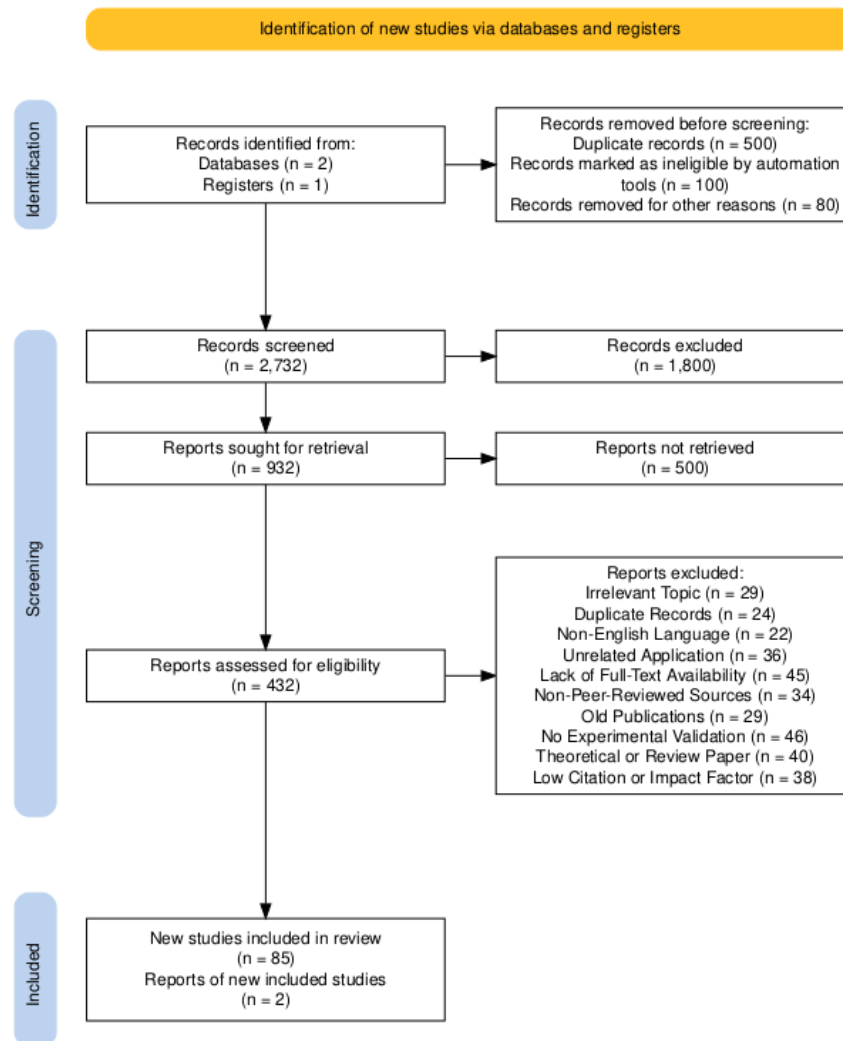 Identification of new studies via databases and registers
Identification
Records identified from:
Databases (n = 2)
Registers (n = 1)
Records removed before screening:
Duplicate records (n = 500)
Records marked as ineligible by automation
tools (n = 100)
Records removed for other reasons (n = 80)
Screening
Records screened
(n = 2,732)
Records excluded
(n = 1,800)
Reports sought for retrieval
(n = 932)
Reports not retrieved
(n = 500)
Reports assessed for eligibility
(n = 432)
Reports excluded:
Irrelevant Topic (n = 29)
Duplicate Records (n = 24)
Non-English Language (n = 22)
Unrelated Application (n = 36)
Lack of Full-Text Availability (n = 45)
Non-Peer-Reviewed Sources (n = 34)
Old Publications (n = 29)
No Experimental Validation (n = 46)
Theoretical or Review Paper (n = 40)
Low Citation or Impact Factor (n = 38)
Included
New studies included in review
(n = 85)
Reports of new included studies
(n = 2)